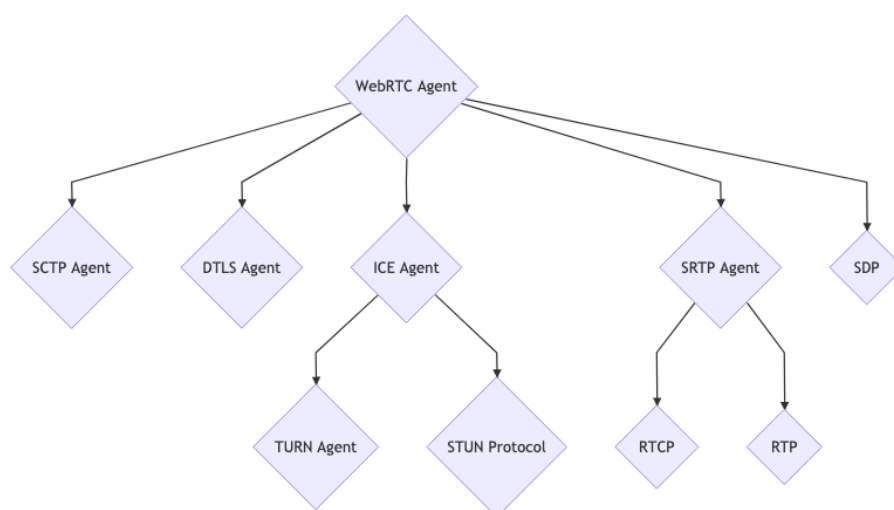 WebRTC Agent
SCTP Agent
DTLS Agent
ICE Agent
SRTP Agent
SDP
TURN Agent
STUN Protocol
RTCP
RTP